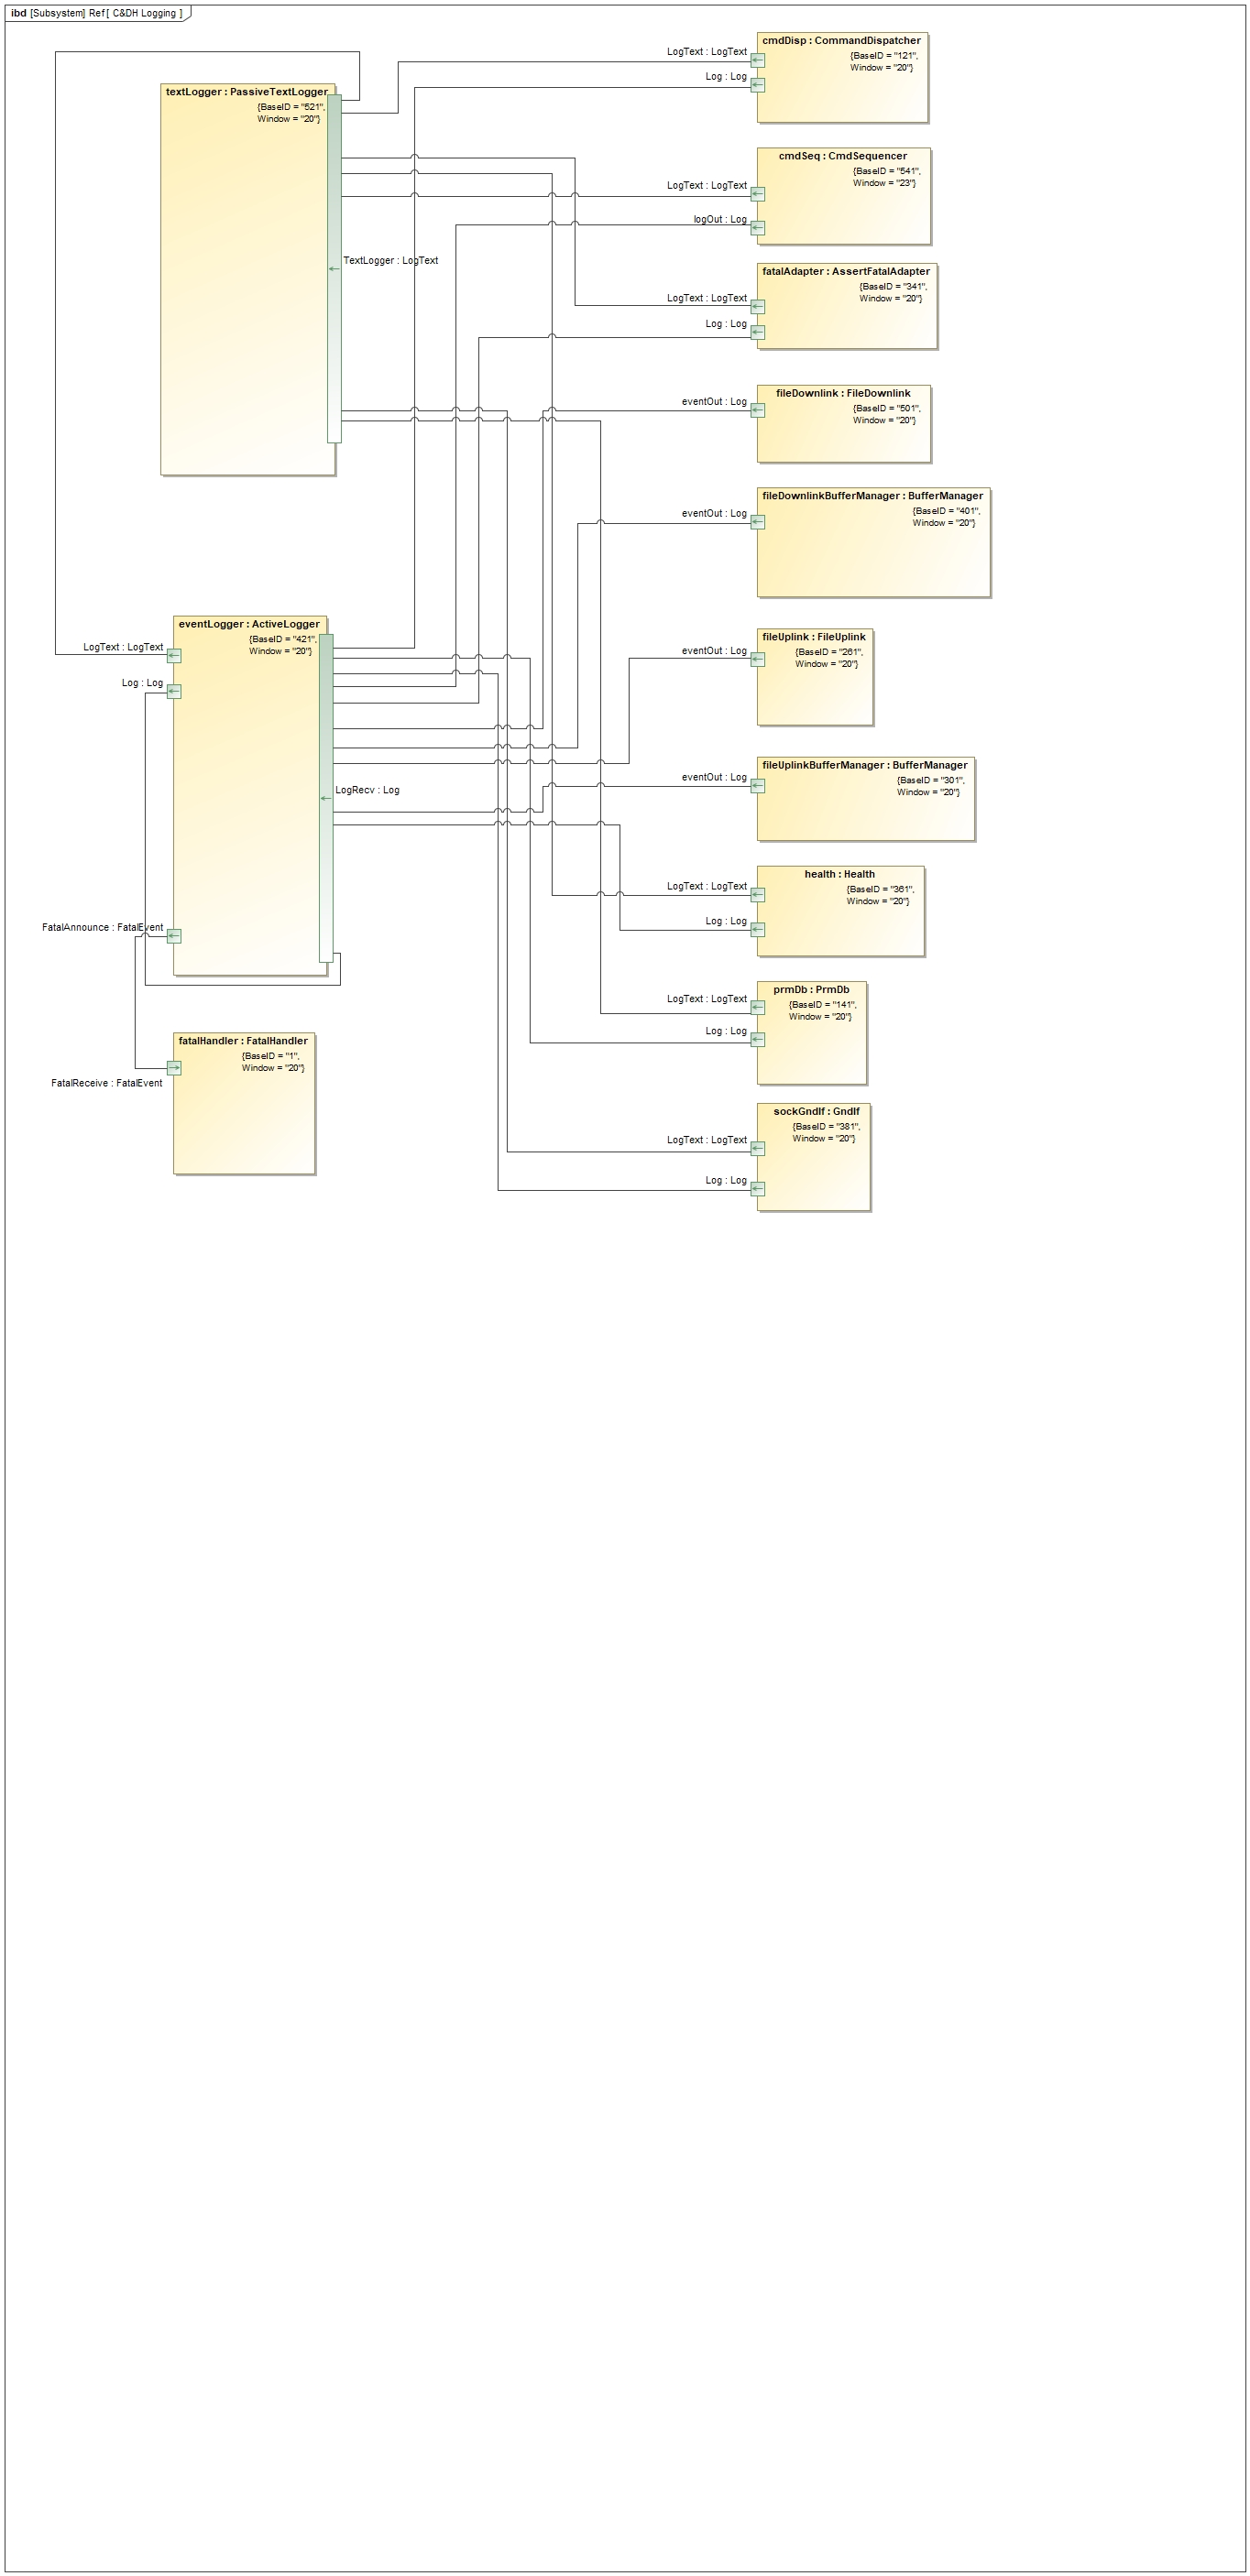 ibd [Subsystem] Ref [ C&DH Logging ]
textLogger : PassiveTextLogger
{BaseID = "521",
Window = "20"}
TextLogger : LogText
LogText : LogText
Log : Log
cmdDisp : CommandDispatcher
{BaseID = "121",
Window = "20"}
LogText : LogText
logOut : Log
cmdSeq : CmdSequencer
{BaseID = "541",
Window = "23"}
LogText : LogText
Log : Log
fatalAdapter : AssertFatalAdapter
{BaseID = "341",
Window = "20"}
eventOut : Log
fileDownlink : FileDownlink
{BaseID = "501",
Window = "20"}
eventOut : Log
fileDownlinkBufferManager : BufferManager
{BaseID = "401",
Window = "20"}
eventLogger : ActiveLogger
{BaseID = "421",
Window = "20"}
LogText : LogText
Log : Log
LogRecv : Log
FatalAnnounce : FatalEvent
eventOut : Log
fileUplink : FileUplink
{BaseID = "261",
Window = "20"}
eventOut : Log
fileUplinkBufferManager : BufferManager
{BaseID = "301",
Window = "20"}
LogText : LogText
Log : Log
health : Health
{BaseID = "361",
Window = "20"}
LogText : LogText
Log : Log
prmDb : PrmDb
{BaseID = "141",
Window = "20"}
fatalHandler : FatalHandler
{BaseID = "1",
Window = "20"}
FatalReceive : FatalEvent
LogText : LogText
Log : Log
sockGndIf : GndIf
{BaseID = "381",
Window = "20"}